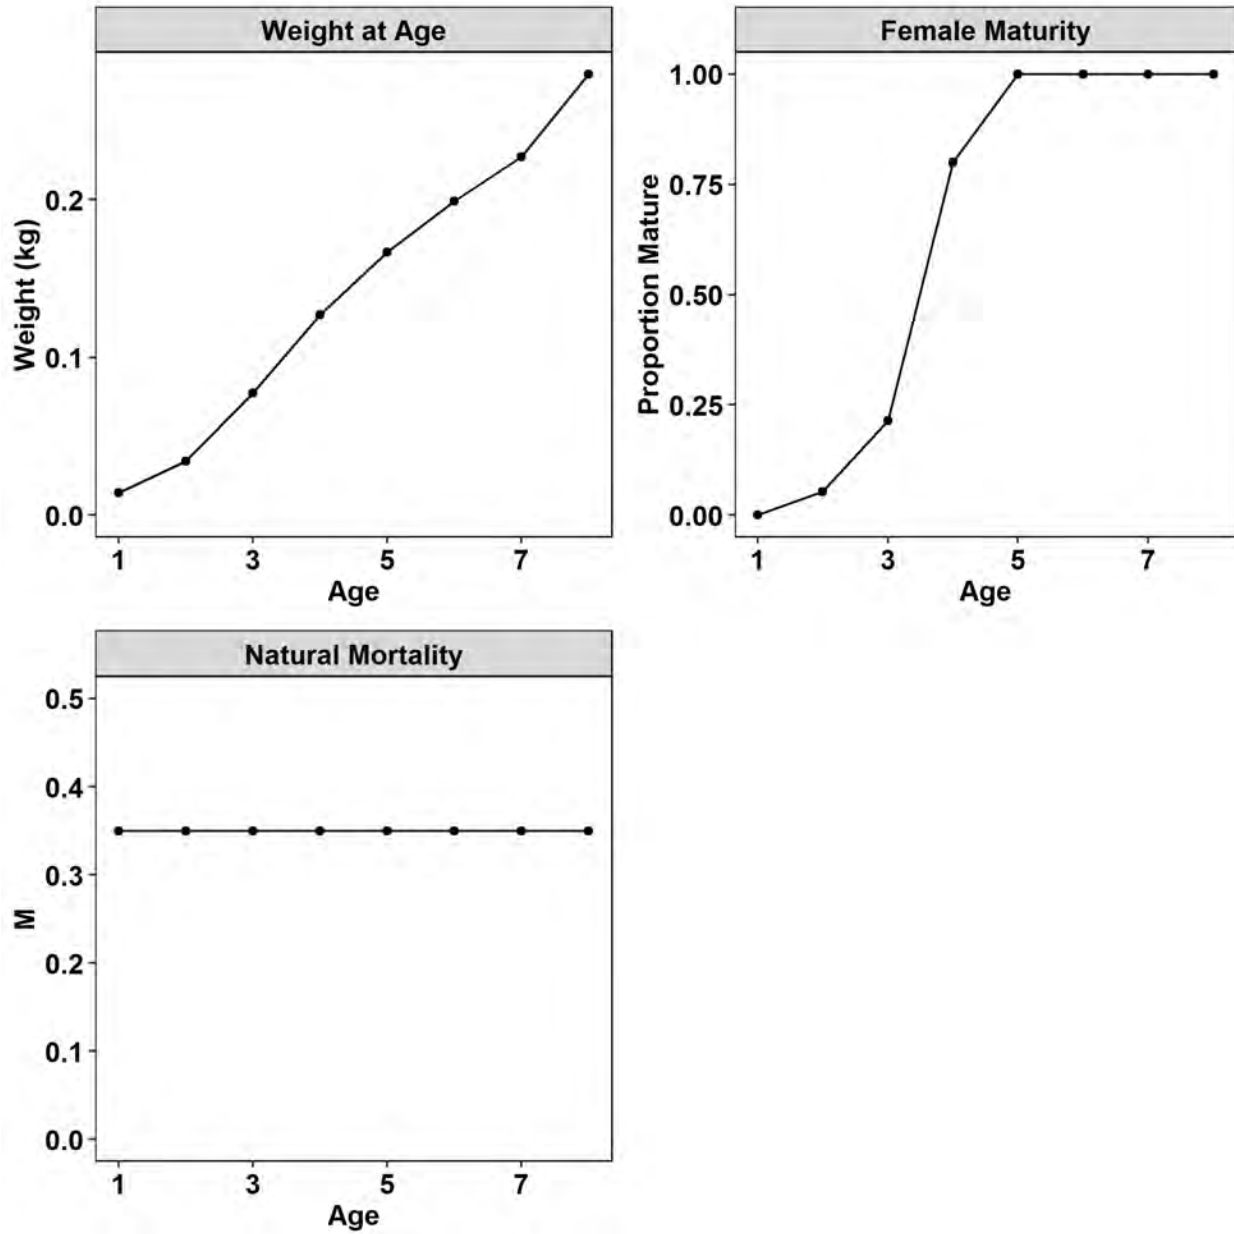 Weight at Age
Weight (kg)
0.2
0.1
0.0
1 3 5 7
Age
Female Maturity
Proportion Mature
1.00
0.75
0.50
0.25
0.00
1 3 5 7
Age
Natural Mortality
M
0.5
0.4
0.3
0.2
0.1
0.0
1 3 5 7
Age